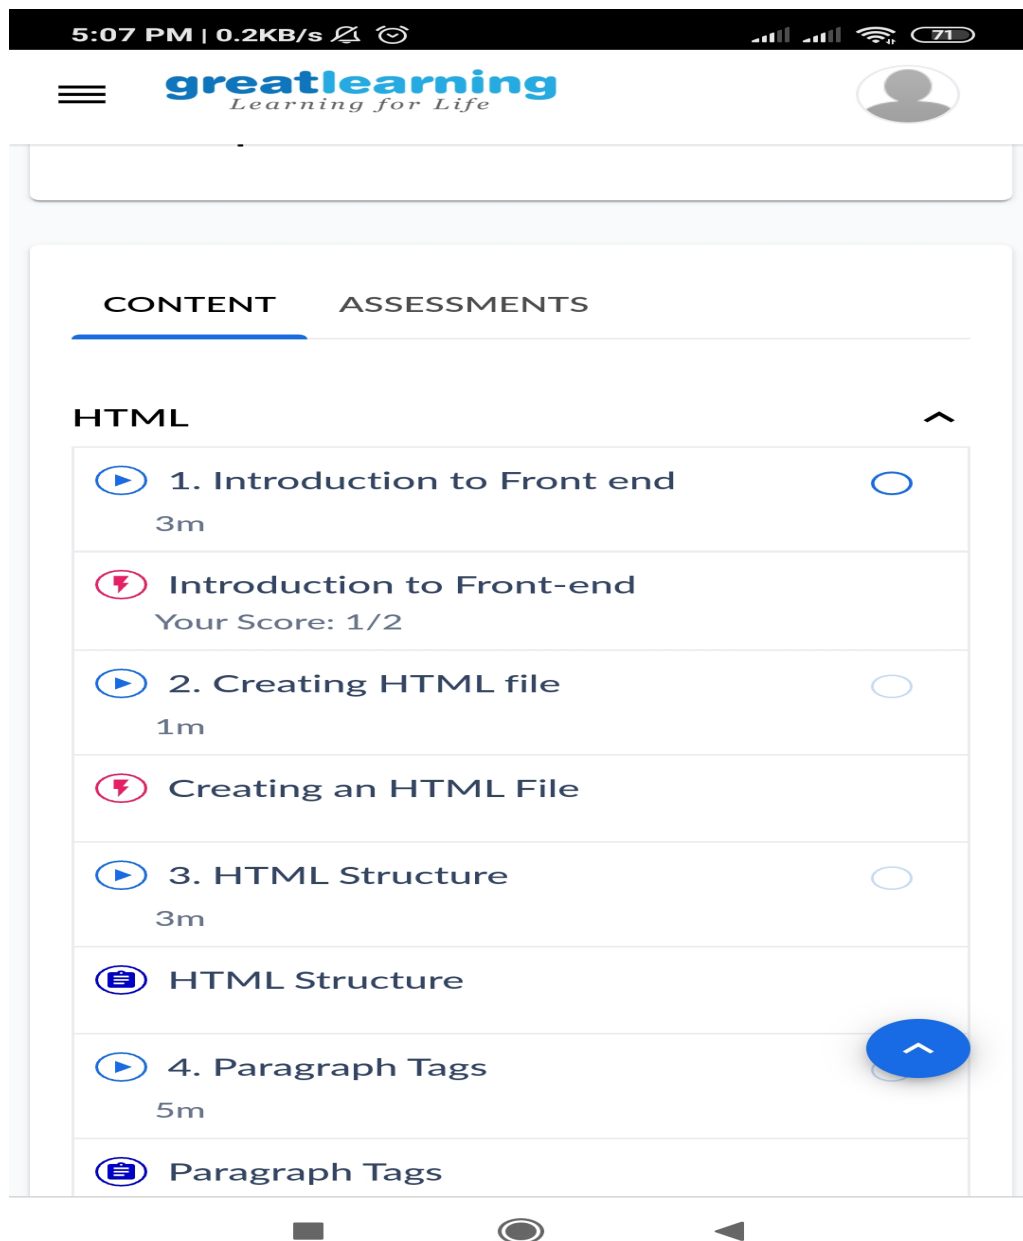 5:07 PM | 0.2KB/s
71
greatlearning
Learning for Life
CONTENT
ASSESSMENTS
HTML
1. Introduction to Front end
3m
Introduction to Front-end
Your Score: 1/2
2. Creating HTML file
1m
Creating an HTML File
3. HTML Structure
3m
HTML Structure
4. Paragraph Tags
5m
Paragraph Tags